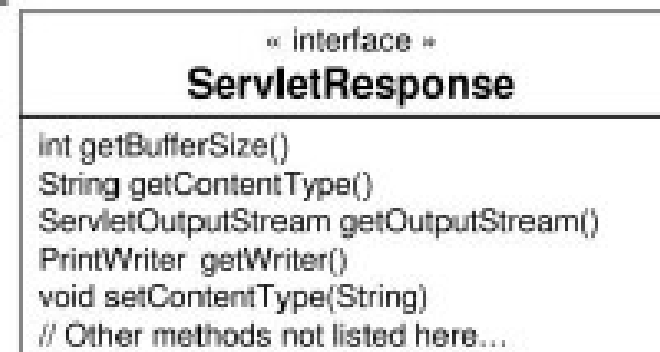 « interface »
ServletResponse
int getBufferSize()
String getContentType()
ServletOutputStream getOutputStream()
PrintWriter getWriter()
void setContentType(String)
// Other methods not listed here...